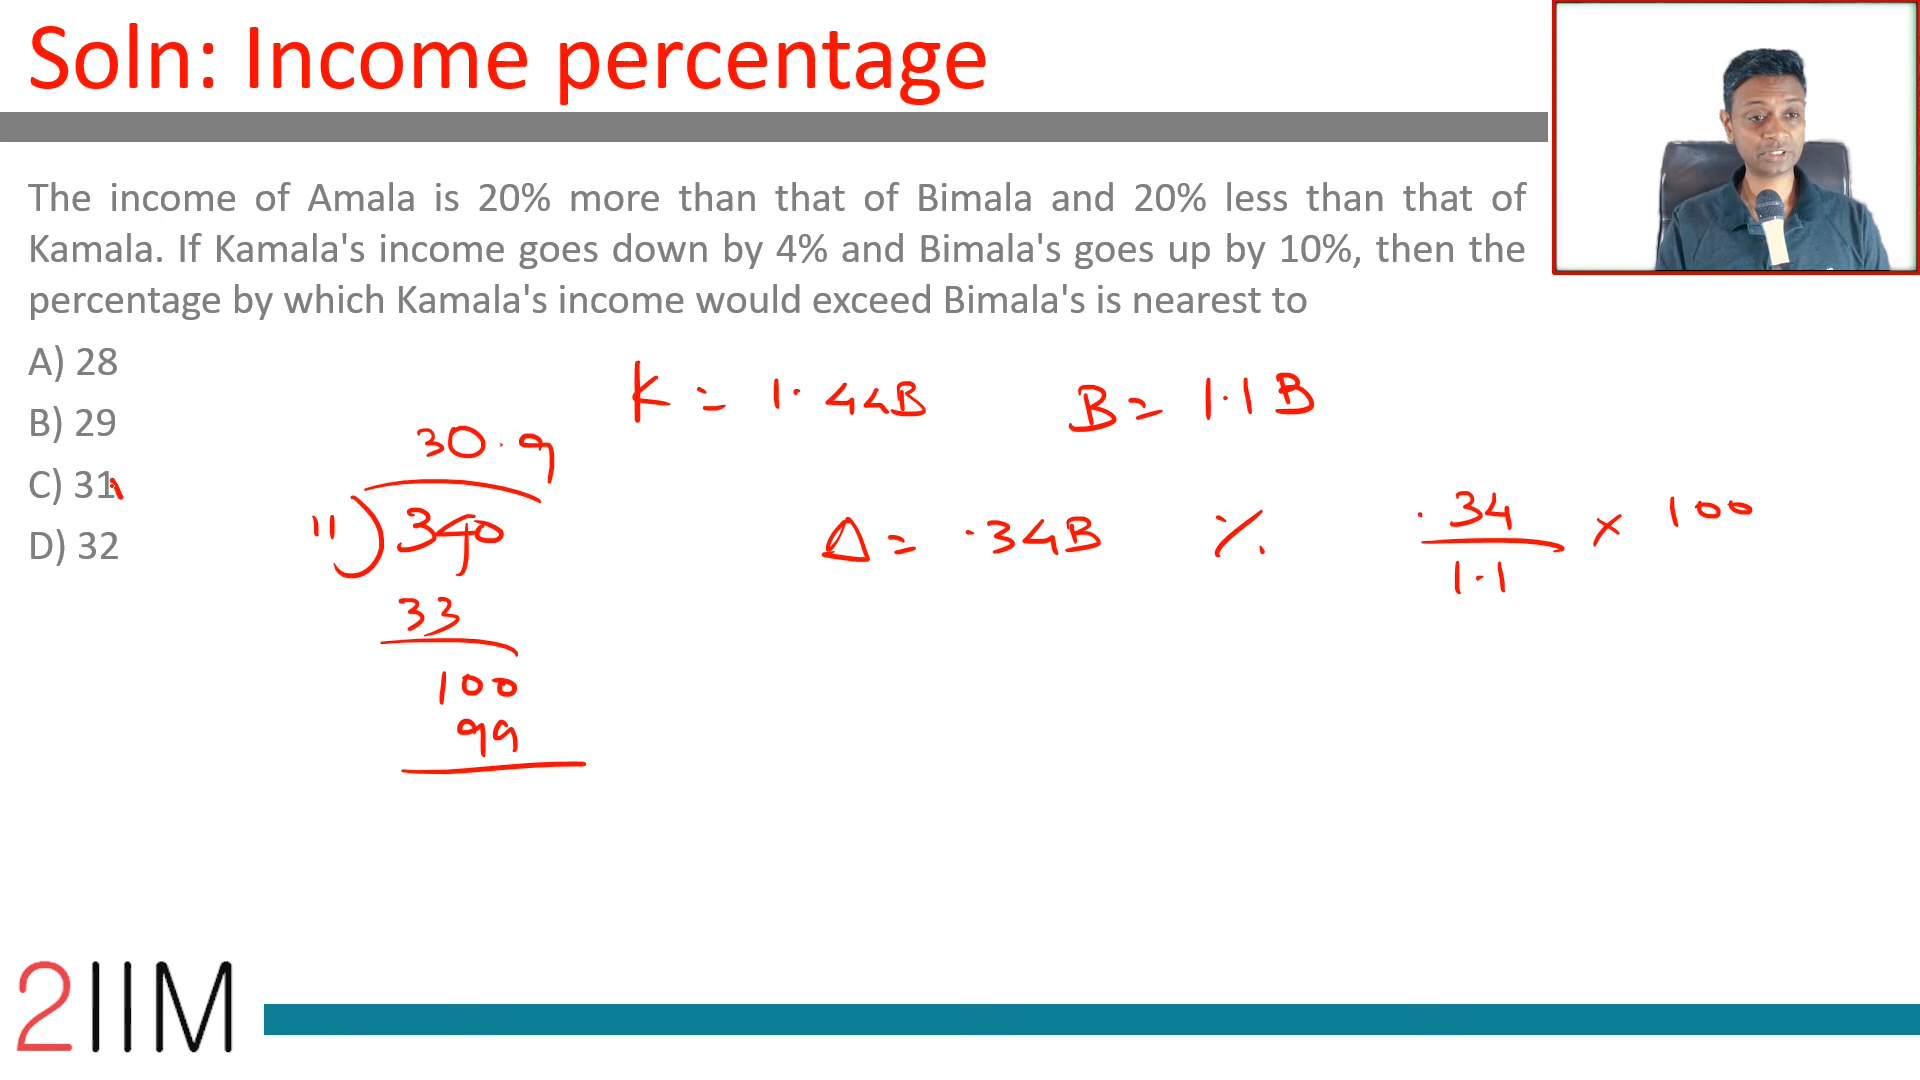 Soln: Income percentage
The income of Amala is 20% more than that of Bimala and 20% less than that of
Kamala. If Kamala's income goes down by 4% and Bimala's goes up by 10%, then the
percentage by which Kamala's income would exceed Bimala's is nearest to
A) 28
B) 29
C) 31
D) 32
K = 1.44B
B = 1.1B
30.9
11)340
33
100
99
Δ = .34B
%
.34
1.1
× 100
2IIM